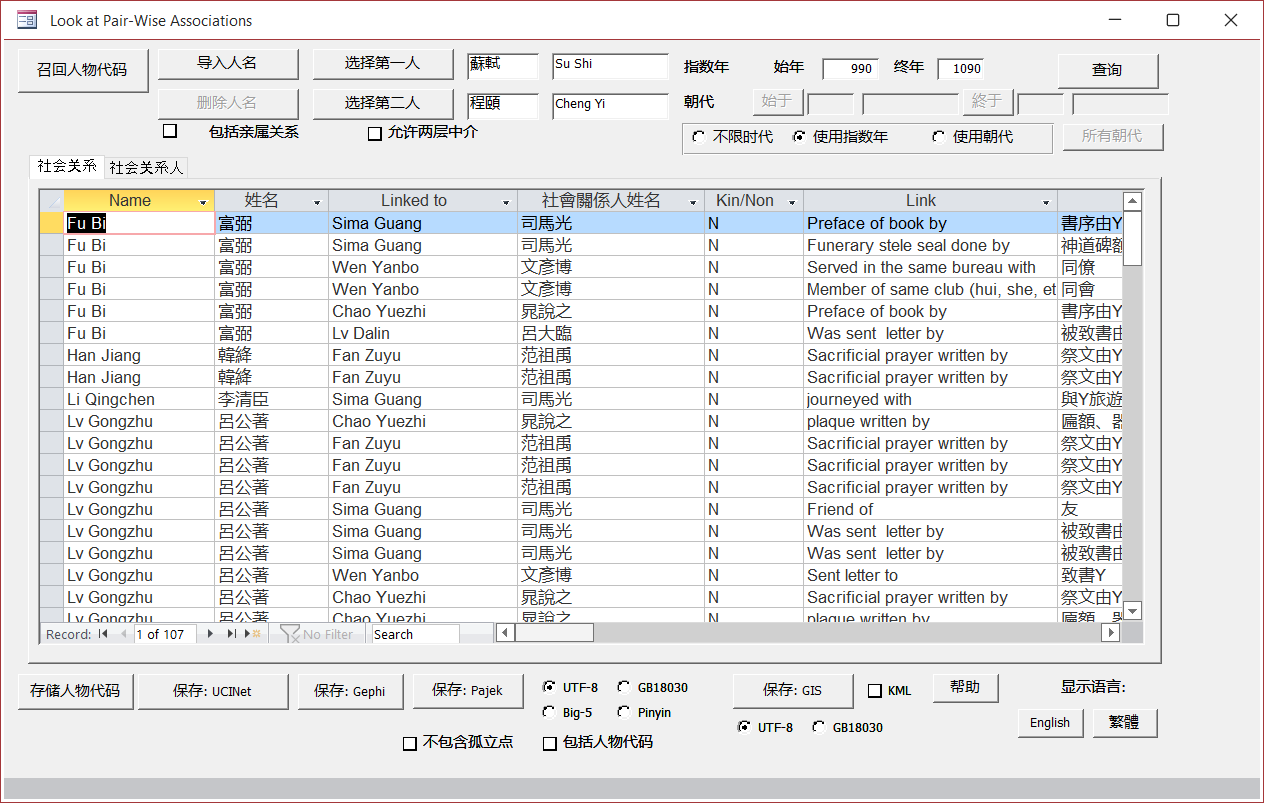 Look at Pair-Wise Associations
召回人物代码 导入人名 选择第一人 蘇軾 Su Shi 指数年 始年 990 终年 1090 查询
删除人名 选择第二人 程頤 Cheng Yi 朝代 始于 終于
包括亲属关系 允许两层中介 不限时代 使用指数年 使用朝代 所有朝代
社会关系 社会关系人
Name 姓名 Linked to 社會關係人姓名 Kin/Non Link
Fu Bi 富弼 Sima Guang 司馬光 N Preface of book by 書序由Y
Fu Bi 富弼 Sima Guang 司馬光 N Funerary stele seal done by 神道碑額
Fu Bi 富弼 Wen Yanbo 文彥博 N Served in the same bureau with 同僚
Fu Bi 富弼 Wen Yanbo 文彥博 N Member of same club (hui, she, et 同會
Fu Bi 富弼 Chao Yuezhi 晁說之 N Preface of book by 書序由Y
Fu Bi 富弼 Lv Dalin 呂大臨 N Was sent  letter by 被致書由
Han Jiang 韓絳 Fan Zuyu 范祖禹 N Sacrificial prayer written by 祭文由Y
Han Jiang 韓絳 Fan Zuyu 范祖禹 N Sacrificial prayer written by 祭文由Y
Li Qingchen 李清臣 Sima Guang 司馬光 N journeyed with 與Y旅遊
Lv Gongzhu 呂公著 Chao Yuezhi 晁說之 N plaque written by 匾額、器
Lv Gongzhu 呂公著 Fan Zuyu 范祖禹 N Sacrificial prayer written by 祭文由Y
Lv Gongzhu 呂公著 Fan Zuyu 范祖禹 N Sacrificial prayer written by 祭文由Y
Lv Gongzhu 呂公著 Fan Zuyu 范祖禹 N Sacrificial prayer written by 祭文由Y
Lv Gongzhu 呂公著 Sima Guang 司馬光 N Friend of 友
Lv Gongzhu 呂公著 Sima Guang 司馬光 N Was sent  letter by 被致書由
Lv Gongzhu 呂公著 Sima Guang 司馬光 N Was sent  letter by 被致書由
Lv Gongzhu 呂公著 Wen Yanbo 文彥博 N Sent letter to 致書Y
Lv Gongzhu 呂公著 Chao Yuezhi 晁說之 N Sacrificial prayer written by 祭文由Y
Lv Gongzhu 呂公著 Chao Yuezhi 晁說之 N plaque written by 匾額、器
Record: 1 of 107 No Filter Search
存储人物代码 保存: UCINet 保存: Gephi 保存: Pajek UTF-8 GB18030 保存: GIS KML 帮助 显示语言:
Big-5 Pinyin UTF-8 GB18030 English 繁體
不包含孤立点 包括人物代码